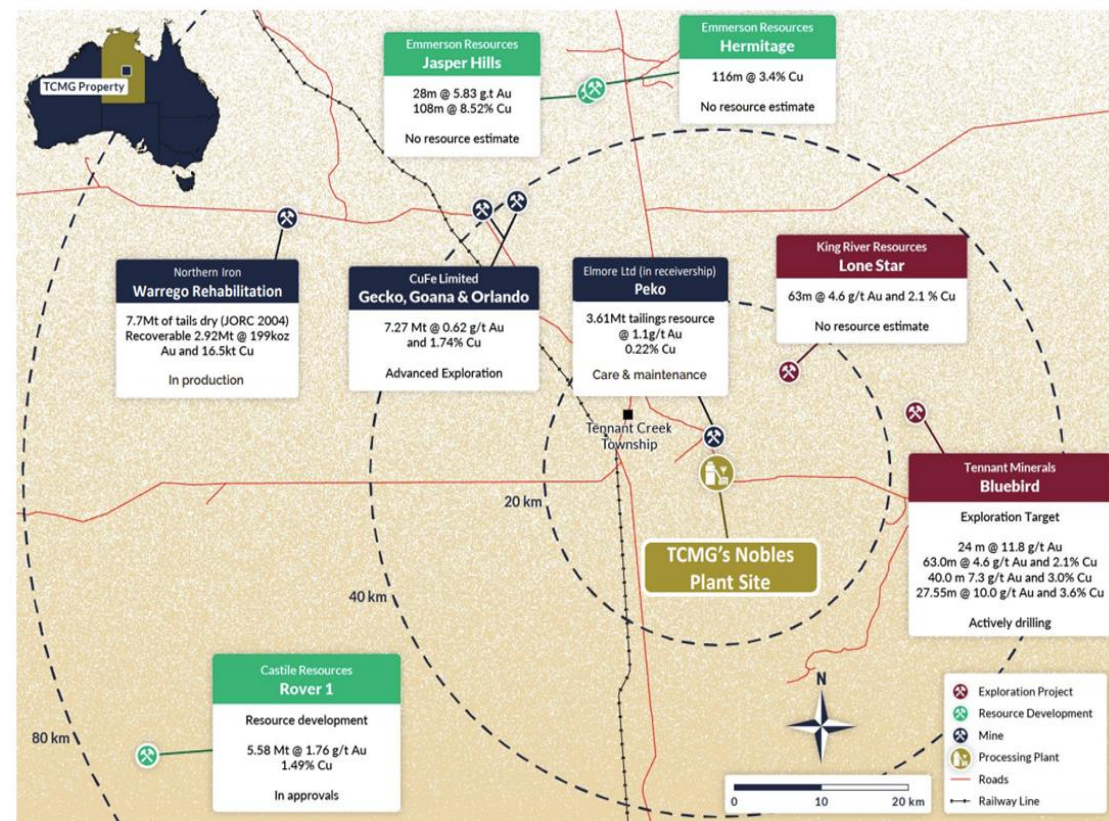 TCMG Property
Emmerson Resources
Jasper Hills
28m @ 5.83 g.t Au
108m @ 8.52% Cu
No resource estimate
Emmerson Resources
Hermitage
116m @ 3.4% Cu
No resource estimate
Northern Iron
Warrego Rehabilitation
7.7Mt of tails dry (JORC 2004)
Recoverable 2.92Mt @ 199koz
Au and 16.5kt Cu
In production
CuFe Limited
Gecko, Goana & Orlando
7.27 Mt @ 0.62 g/t Au
and 1.74% Cu
Advanced Exploration
Elmore Ltd (in receivership)
Peko
3.61Mt tailings resource
@ 1.1g/t Au
0.22% Cu
Care & maintenance
King River Resources
Lone Star
63m @ 4.6 g/t Au and 2.1 % Cu
No resource estimate
Tennant Creek
Township
Tennant Minerals
Bluebird
Exploration Target
24 m @ 11.8 g/t Au
63.0m @ 4.6 g/t Au and 2.1% Cu
40.0 m 7.3 g/t Au and 3.0% Cu
27.55m @ 10.0 g/t Au and 3.6% Cu
Actively drilling
20 km
TCMG's Nobles
Plant Site
40 km
80 km
Castile Resources
Rover 1
Resource development
5.58 Mt @ 1.76 g/t Au
1.49% Cu
In approvals
N
0 10 20 km
Exploration Project
Resource Development
Mine
Processing Plant
Roads
Railway Line